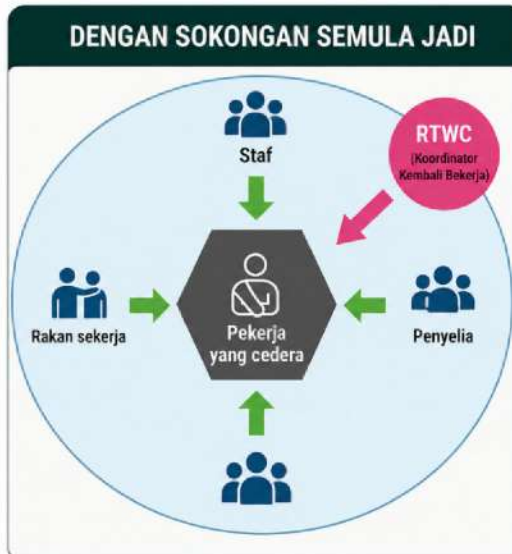 DENGAN SOKONGAN SEMULA JADI
Staf
RTWC
(Koordinator
Kembali Bekerja)
Rakan sekerja
Pekerja
yang cedera
Penyelia